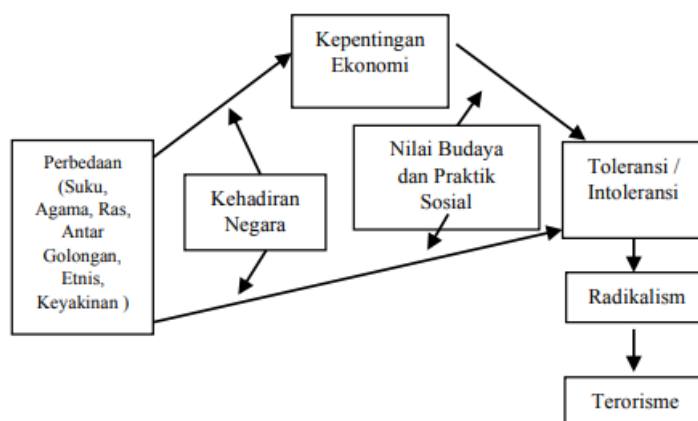 Kepentingan
Ekonomi
Perbedaan
(Suku,
Agama, Ras,
Antar
Golongan,
Etnis,
Keyakinan )
Kehadiran
Negara
Nilai Budaya
dan Praktik
Sosial
Toleransi /
Intoleransi
Radikalism
Terorisme